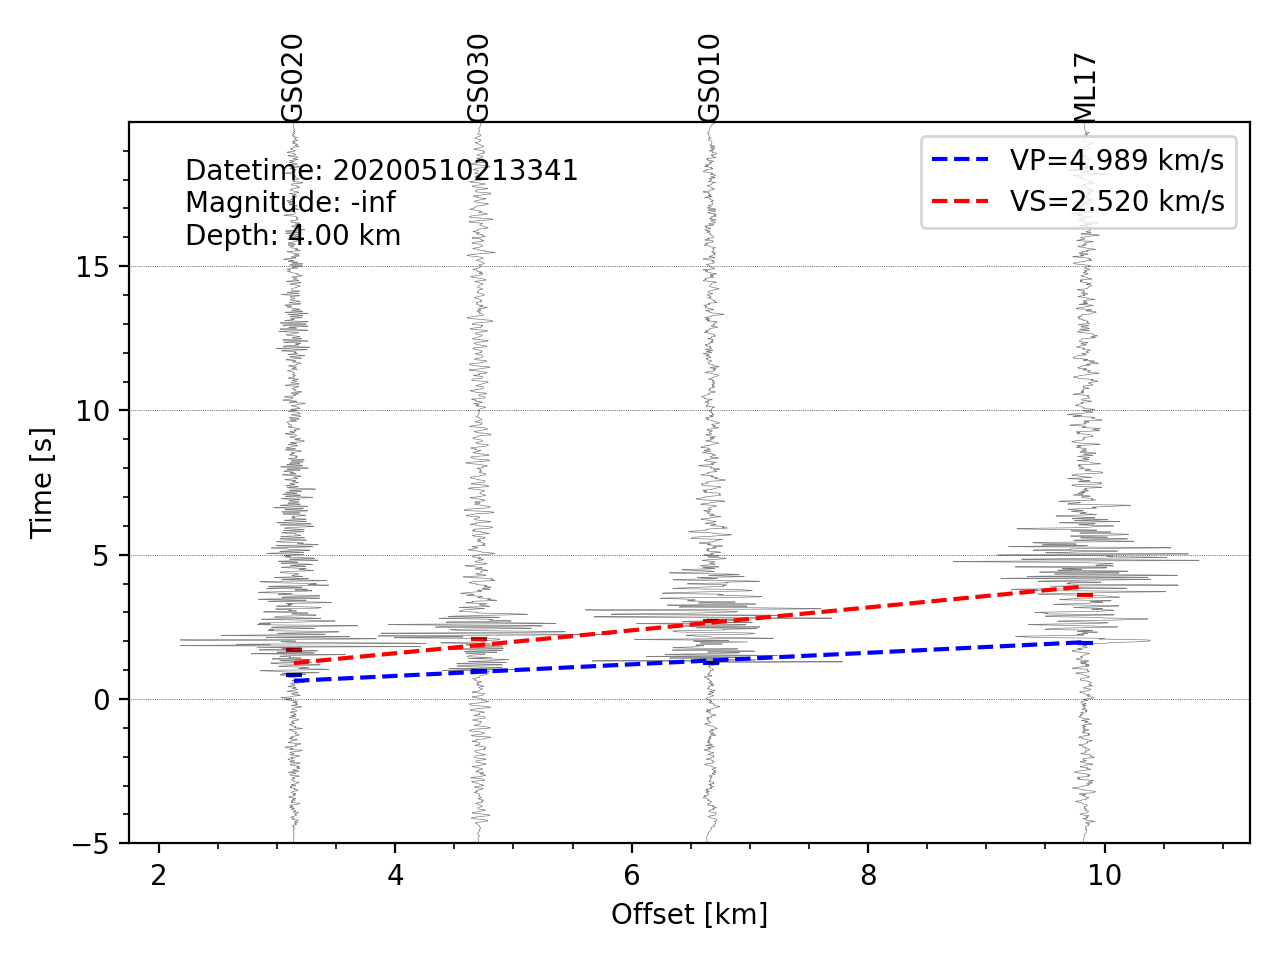 GS020
GS030
GS010
ML17
Datetime: 20200510213341
Magnitude: -inf
Depth: 4.00 km
VP=4.989 km/s
VS=2.520 km/s
15
10
5
0
−5
Time [s]
2
4
6
8
10
Offset [km]